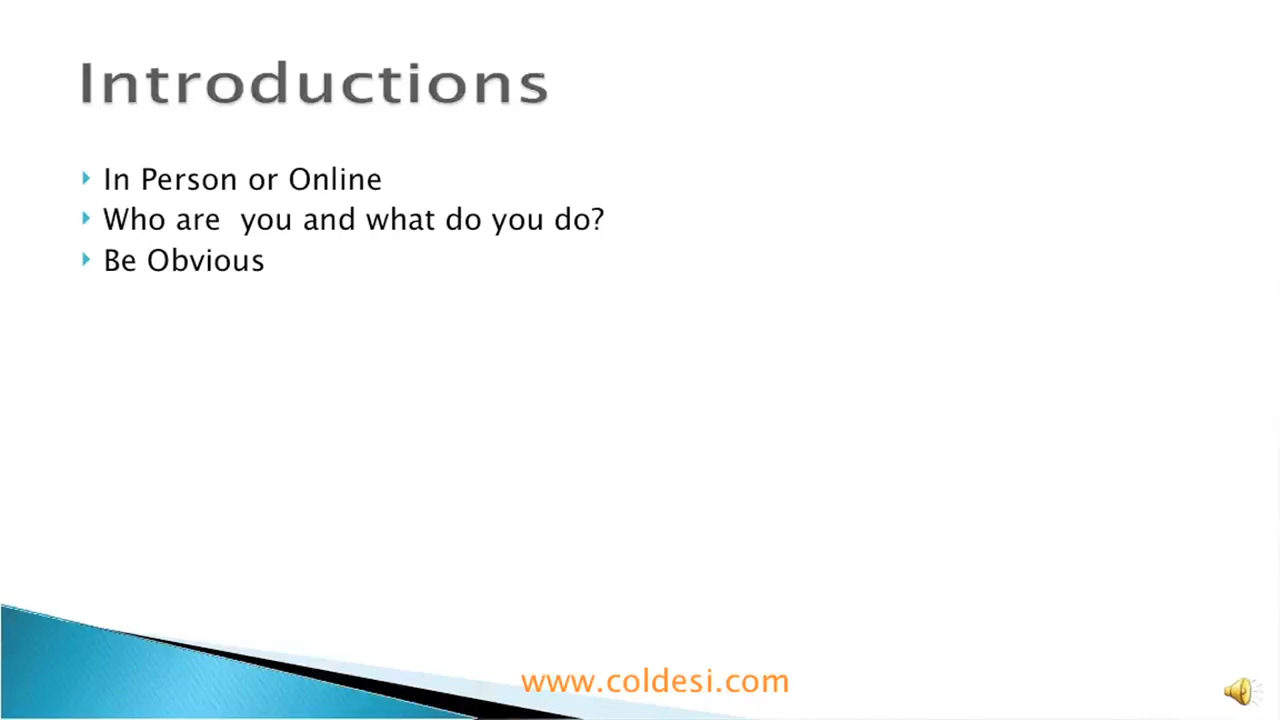 Introductions
In Person or Online
Who are  you and what do you do?
Be Obvious
www.coldesi.com